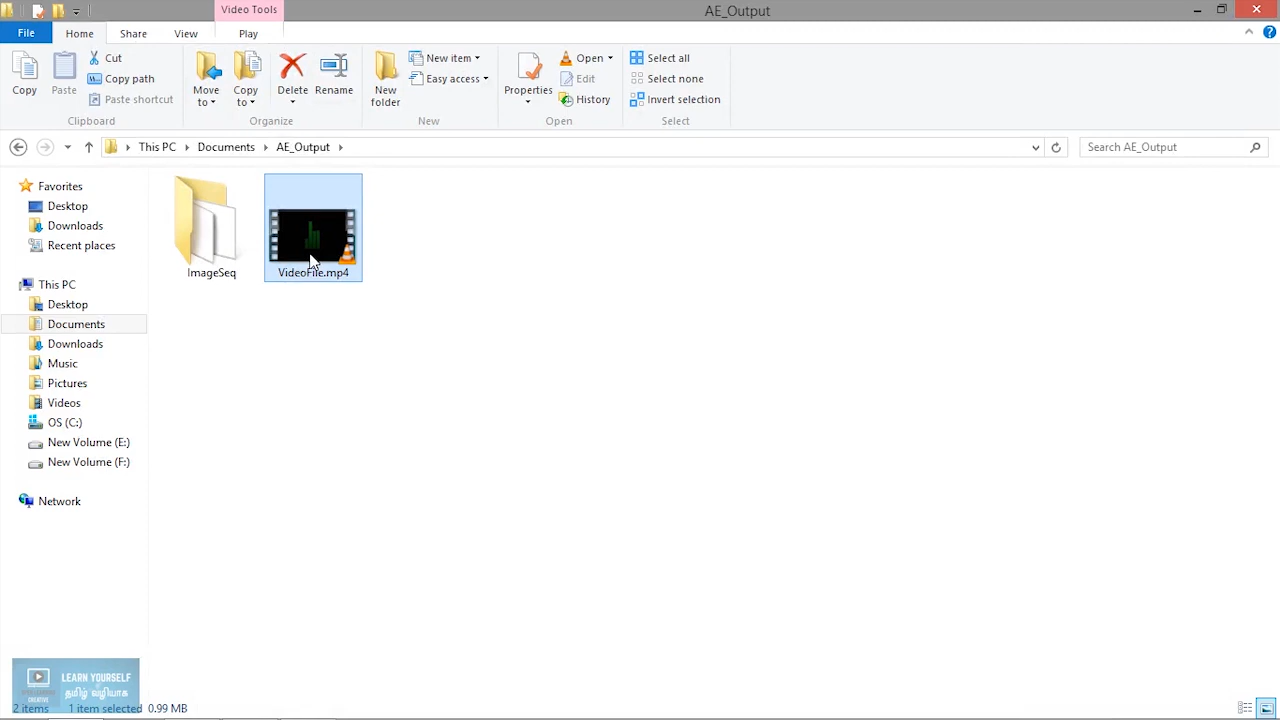 Video Tools
AE_Output
File
Home
Share
View
Play
Copy
Paste
Cut
Copy path
Paste shortcut
Clipboard
Move to
Copy to
Delete
Rename
Organize
New folder
New item
Easy access
New
Properties
Open
Edit
History
Open
Select all
Select none
Invert selection
Select
This PC
Documents
AE_Output
Search AE_Output
Favorites
Desktop
Downloads
Recent places
This PC
Desktop
Documents
Downloads
Music
Pictures
Videos
OS (C:)
New Volume (E:)
New Volume (F:)
Network
ImageSeq
VideoFile.mp4
LEARN YOURSELF
தமிழ் வழியாக
CREATIVE
2 items
1 item selected 0.99 MB